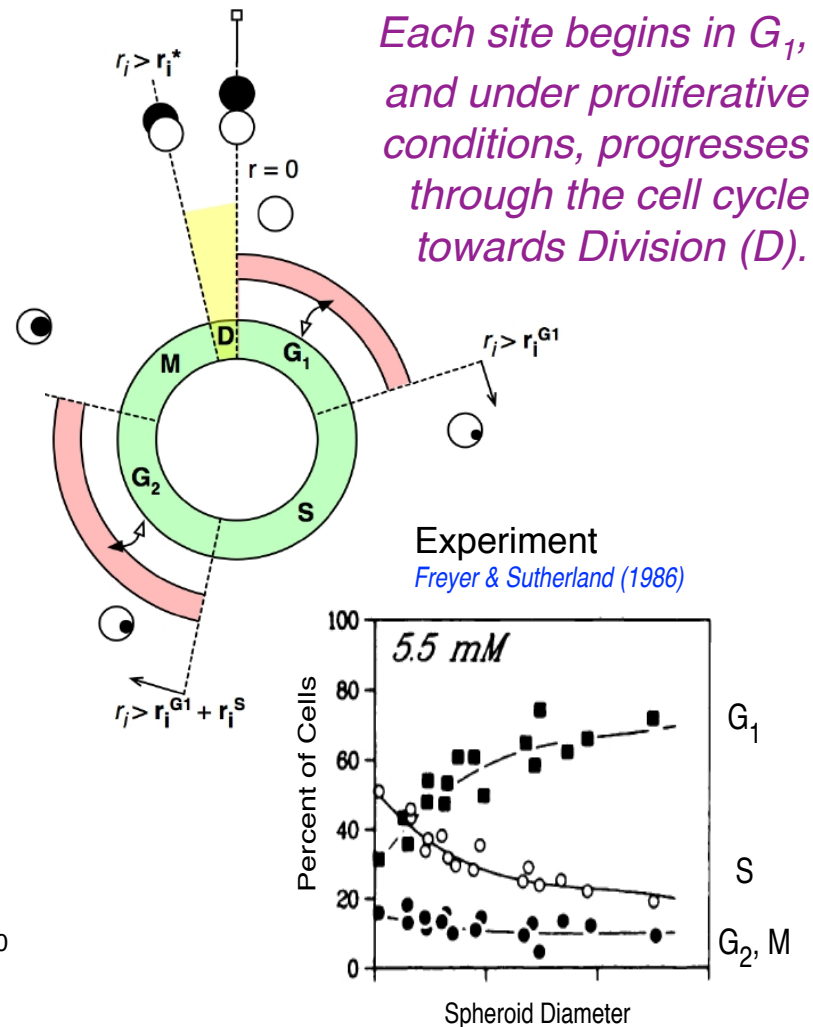 Each site begins in G₁,
and under proliferative
conditions, progresses
through the cell cycle
towards Division (D).
rᵢ > rᵢ*
r = 0
D
M
G₁
rᵢ > rᵢᴳ¹
G₂
S
rᵢ > rᵢᴳ¹ + rᵢˢ
Experiment
Freyer & Sutherland (1986)
5.5 mM
100
80
60
40
20
0
Percent of Cells
G₁
S
G₂, M
Spheroid Diameter
0